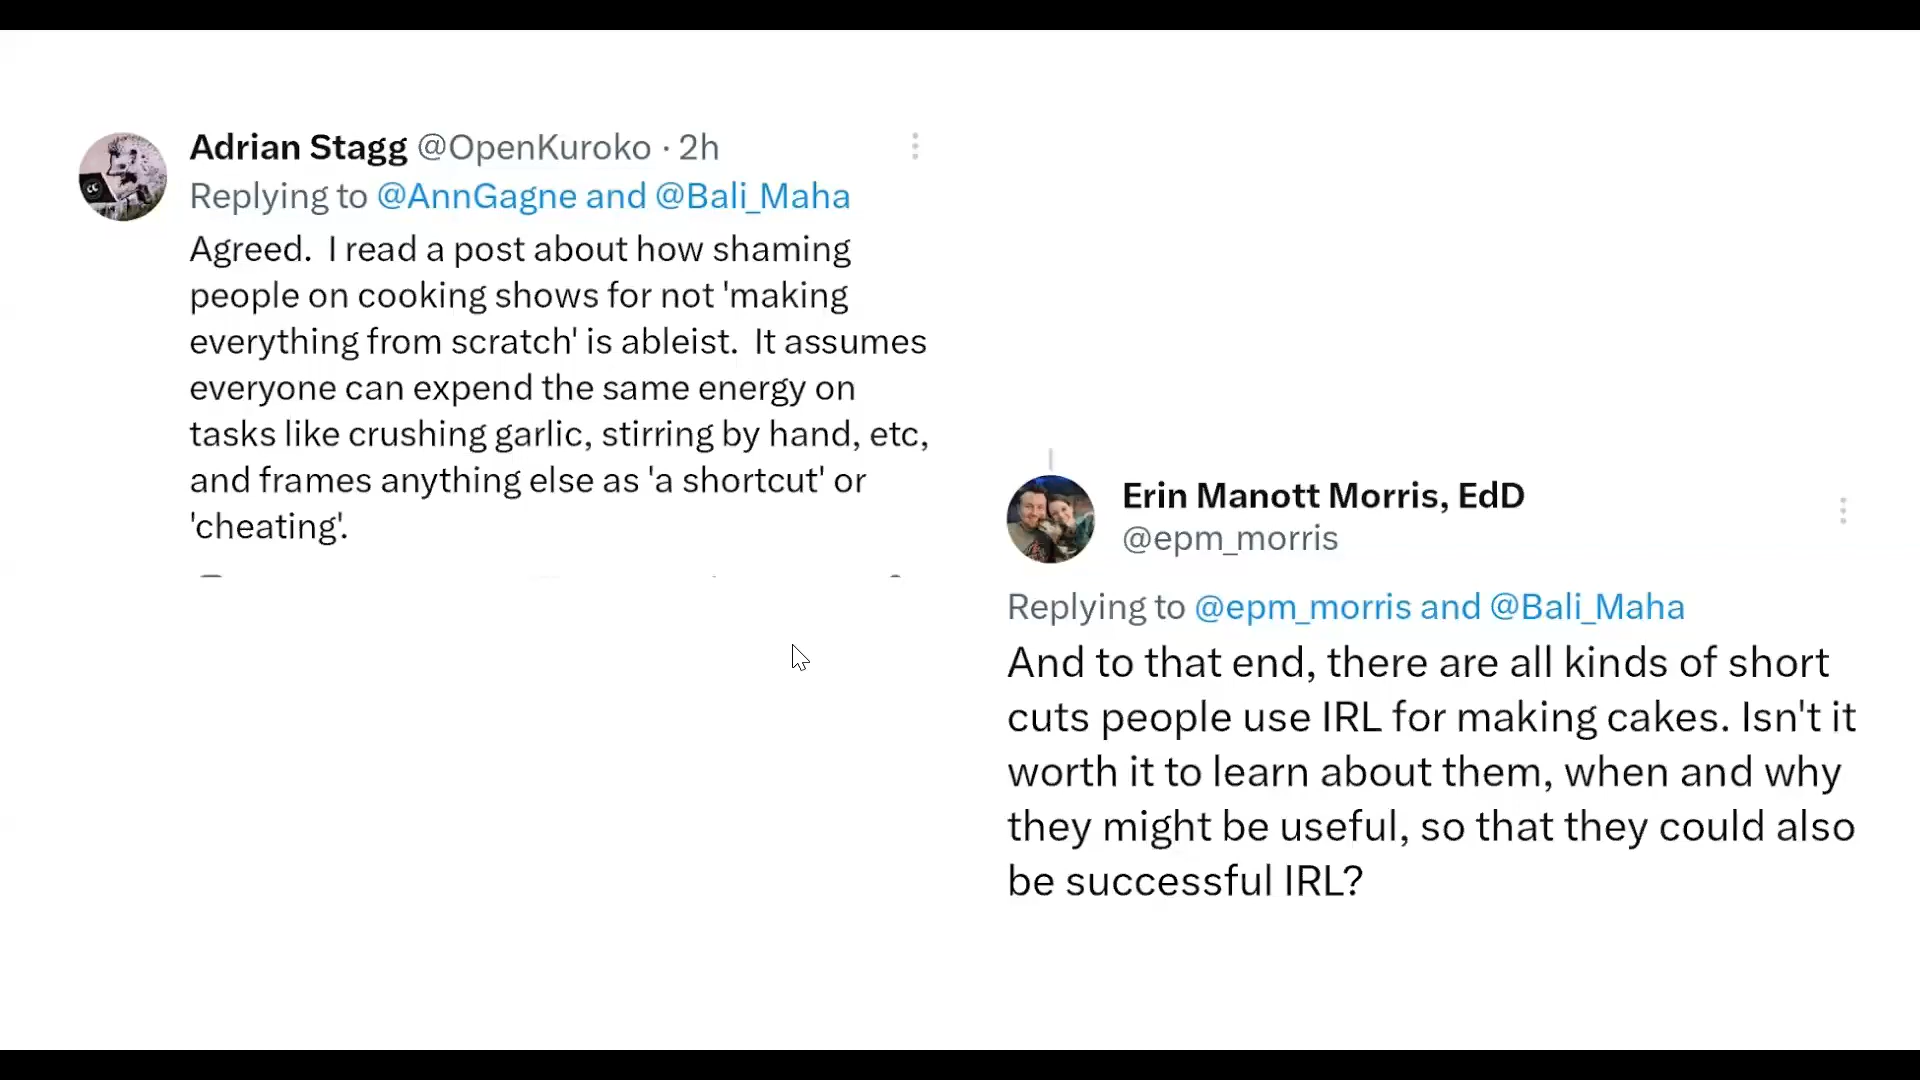 Adrian Stagg @OpenKuroko · 2h
Replying to @AnnGagne and @Bali_Maha
Agreed.  I read a post about how shaming
people on cooking shows for not 'making
everything from scratch' is ableist.  It assumes
everyone can expend the same energy on
tasks like crushing garlic, stirring by hand, etc,
and frames anything else as 'a shortcut' or
'cheating'.
Erin Manott Morris, EdD
@epm_morris
Replying to @epm_morris and @Bali_Maha
And to that end, there are all kinds of short
cuts people use IRL for making cakes. Isn't it
worth it to learn about them, when and why
they might be useful, so that they could also
be successful IRL?